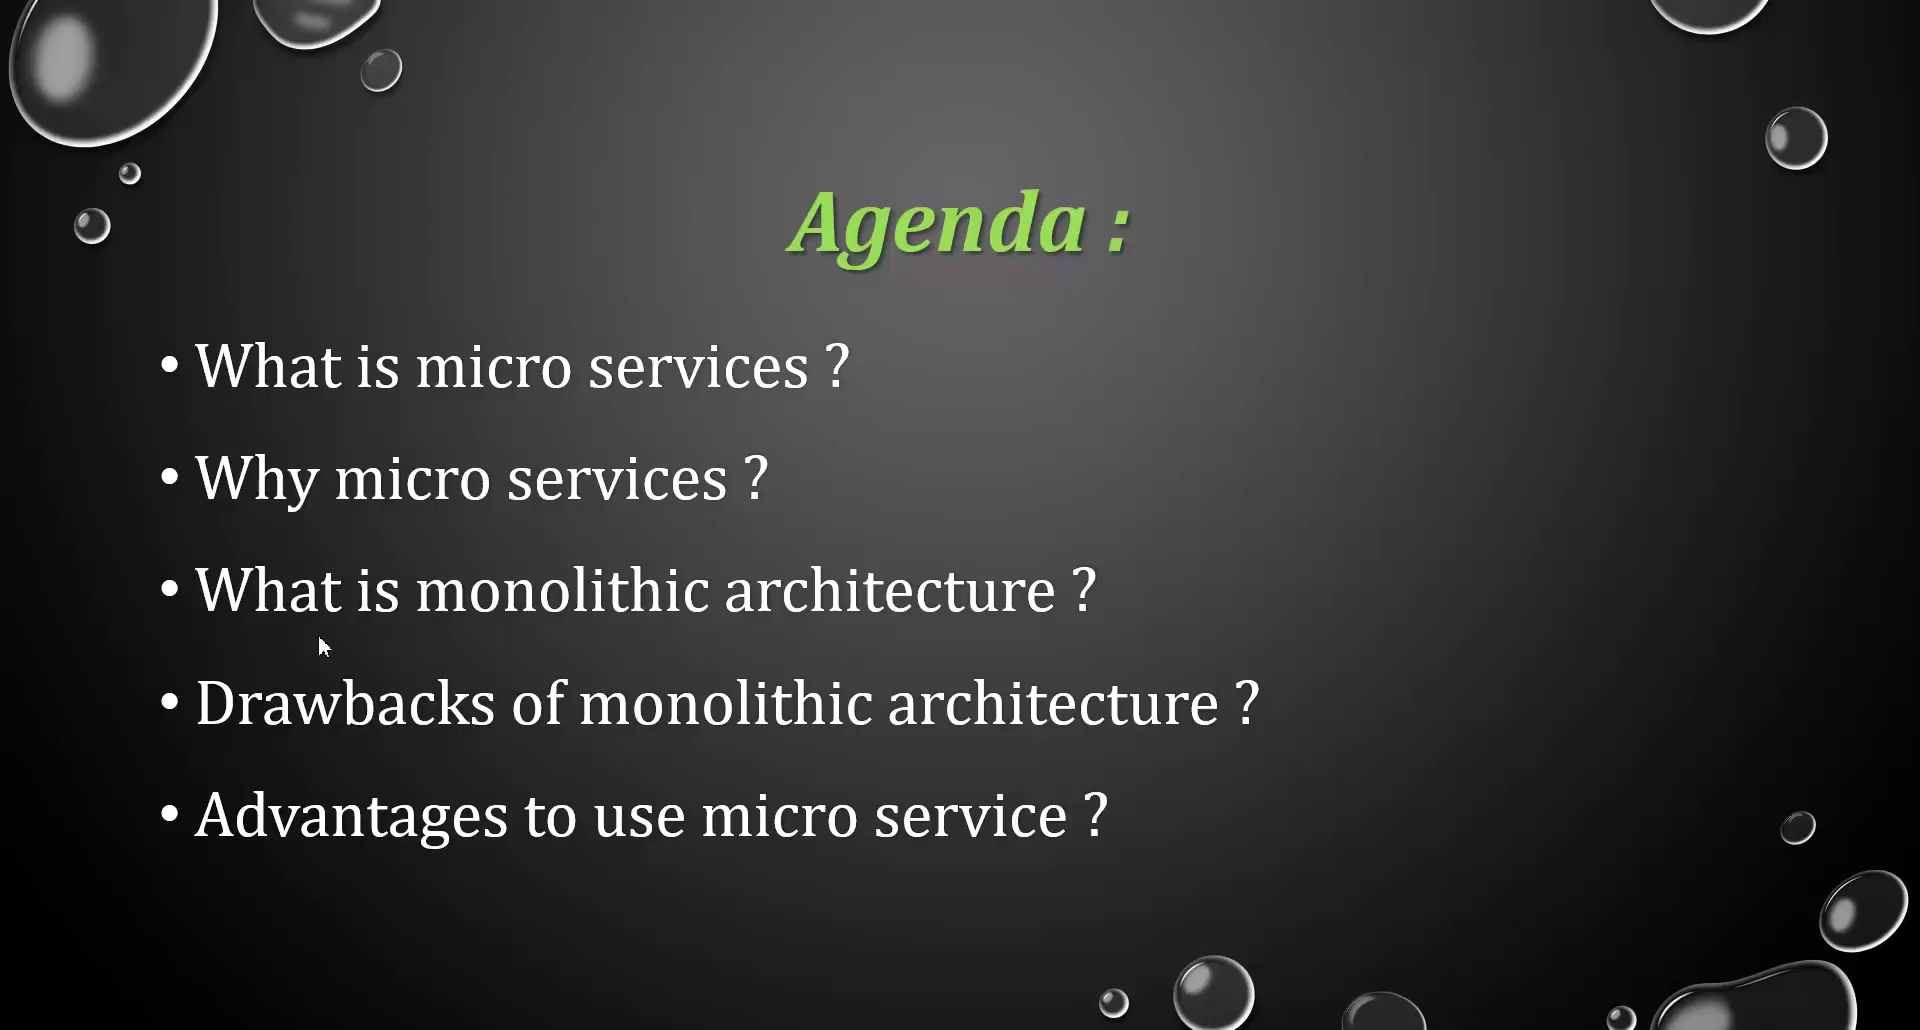 Agenda :
• What is micro services ?
• Why micro services ?
• What is monolithic architecture ?
• Drawbacks of monolithic architecture ?
• Advantages to use micro service ?